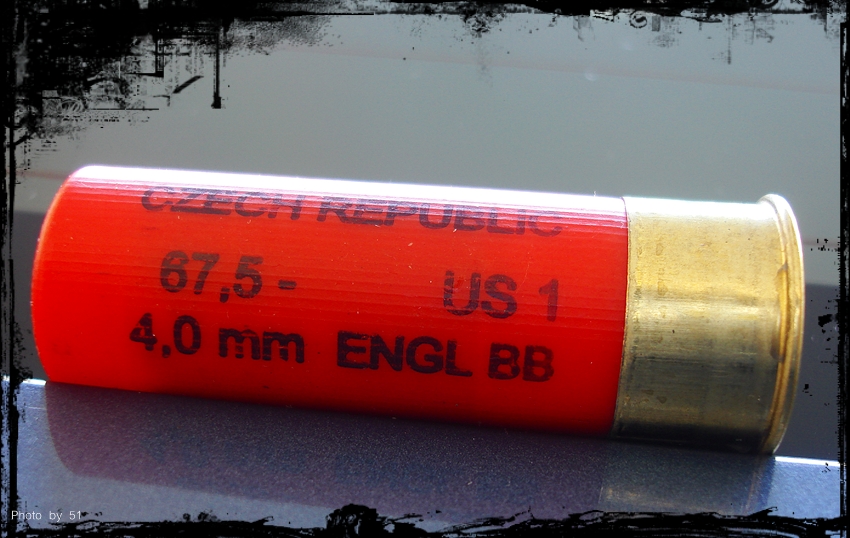 CZECH REPUBLIC
67,5 - US 1
4,0 mm ENGL BB
Photo by 51